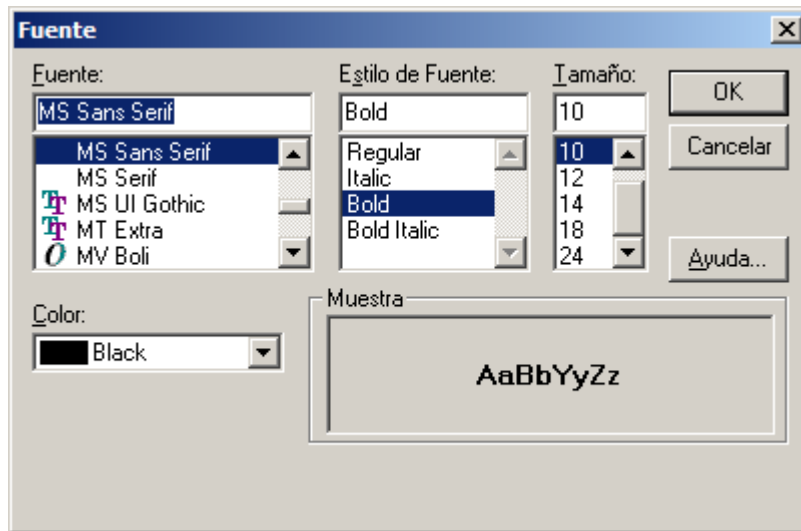 Fuente
Fuente: Estilo de Fuente: Tamaño:
MS Sans Serif Bold 10 OK
MS Sans Serif Regular 10 Cancelar
MS Serif Italic 12
MS UI Gothic Bold 14
MT Extra Bold Italic 18
MV Boli 24 Ayuda...
Color: Muestra
Black
AaBbYyZz